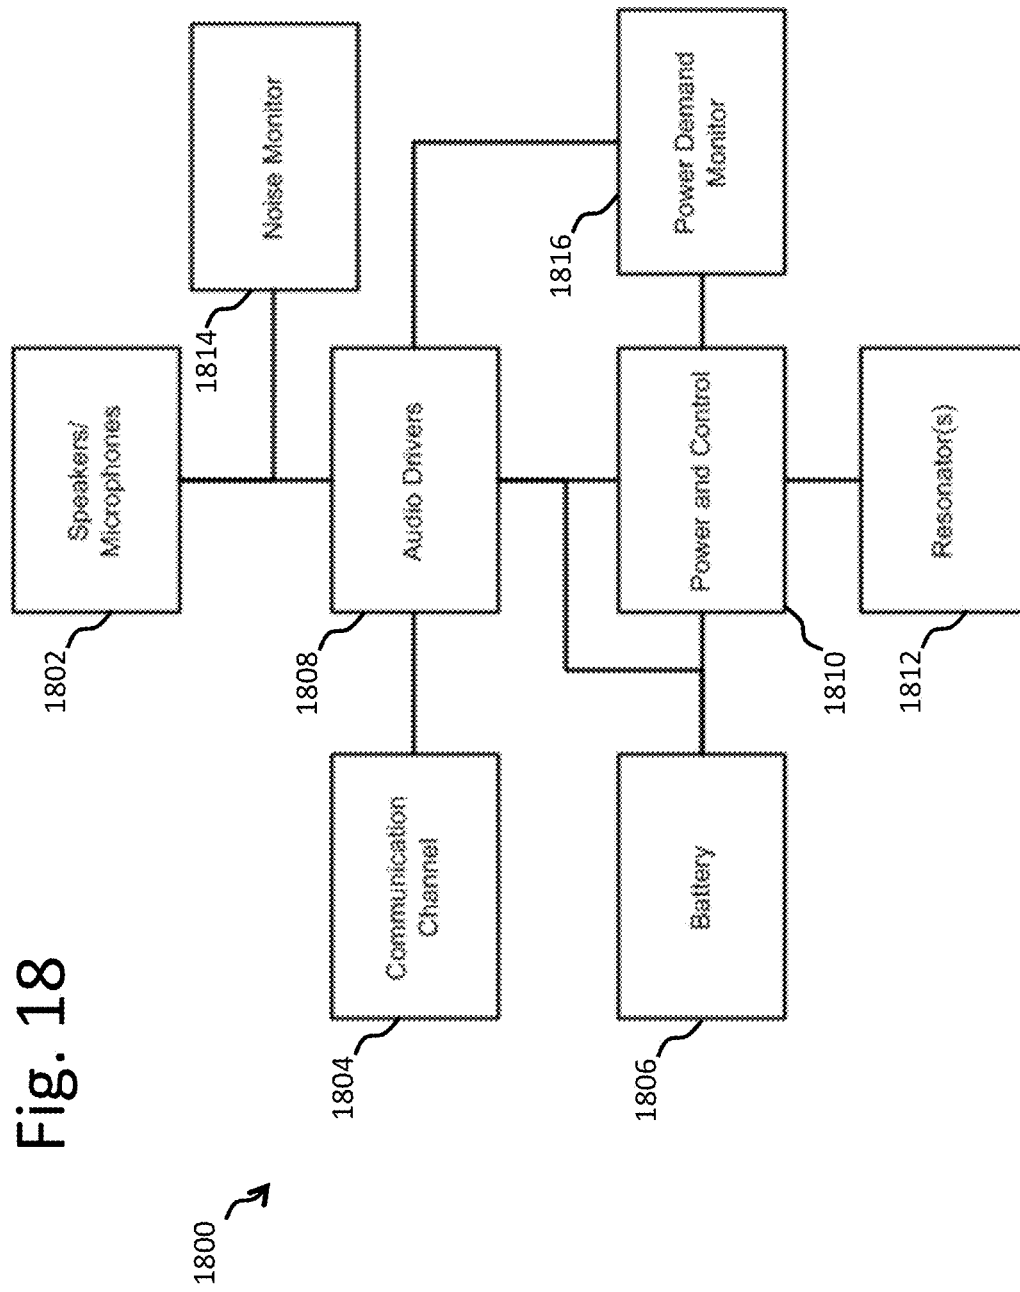 Fig. 18
1800
1802
Speakers/
Microphones
1814
Noise Monitor
1804
Communication
Channel
1808
Audio Drivers
1816
Power Demand
Monitor
1806
Battery
1810
Power and Control
1812
Resonator(s)